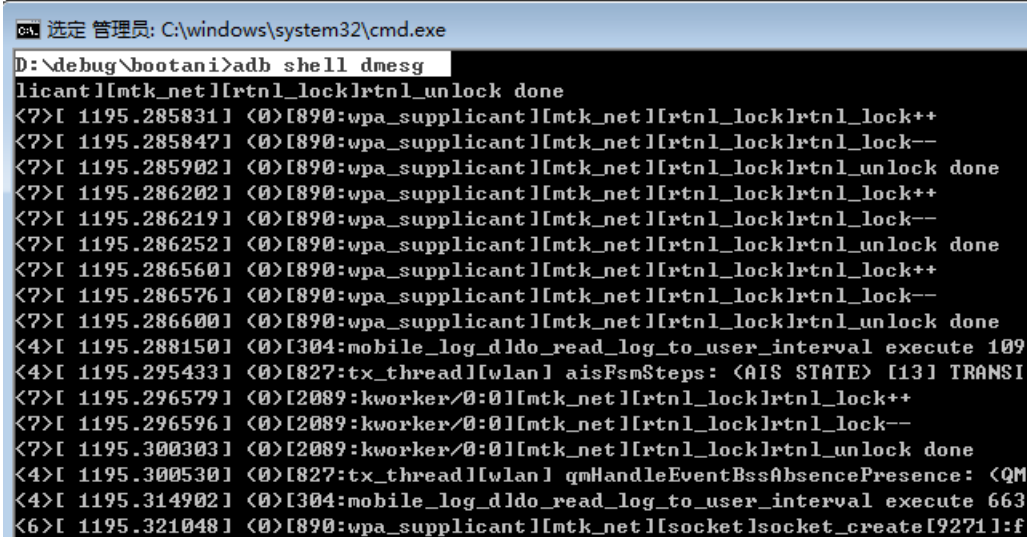 选定 管理员: C:\windows\system32\cmd.exe
D:\debug\bootani>adb shell dmesg
licant][mtk_net][rtnl_lock]rtnl_unlock done
<7>[ 1195.285831] <0>[890:wpa_supplicant][mtk_net][rtnl_lock]rtnl_lock++
<7>[ 1195.285847] <0>[890:wpa_supplicant][mtk_net][rtnl_lock]rtnl_lock--
<7>[ 1195.285902] <0>[890:wpa_supplicant][mtk_net][rtnl_lock]rtnl_unlock done
<7>[ 1195.286202] <0>[890:wpa_supplicant][mtk_net][rtnl_lock]rtnl_lock++
<7>[ 1195.286219] <0>[890:wpa_supplicant][mtk_net][rtnl_lock]rtnl_lock--
<7>[ 1195.286252] <0>[890:wpa_supplicant][mtk_net][rtnl_lock]rtnl_unlock done
<7>[ 1195.286560] <0>[890:wpa_supplicant][mtk_net][rtnl_lock]rtnl_lock++
<7>[ 1195.286576] <0>[890:wpa_supplicant][mtk_net][rtnl_lock]rtnl_lock--
<7>[ 1195.286600] <0>[890:wpa_supplicant][mtk_net][rtnl_lock]rtnl_unlock done
<4>[ 1195.288150] <0>[304:mobile_log_d]do_read_log_to_user_interval execute 109
<4>[ 1195.295433] <0>[827:tx_thread][wlan] aisFsmSteps: (AIS STATE) [13] TRANSI
<7>[ 1195.296579] <0>[2089:kworker/0:0][mtk_net][rtnl_lock]rtnl_lock++
<7>[ 1195.296596] <0>[2089:kworker/0:0][mtk_net][rtnl_lock]rtnl_lock--
<7>[ 1195.300303] <0>[2089:kworker/0:0][mtk_net][rtnl_lock]rtnl_unlock done
<4>[ 1195.300530] <0>[827:tx_thread][wlan] qmHandleEventBssAbsencePresence: (QM
<4>[ 1195.314902] <0>[304:mobile_log_d]do_read_log_to_user_interval execute 663
<6>[ 1195.321048] <0>[890:wpa_supplicant][mtk_net][socket]socket_create[9271]:f